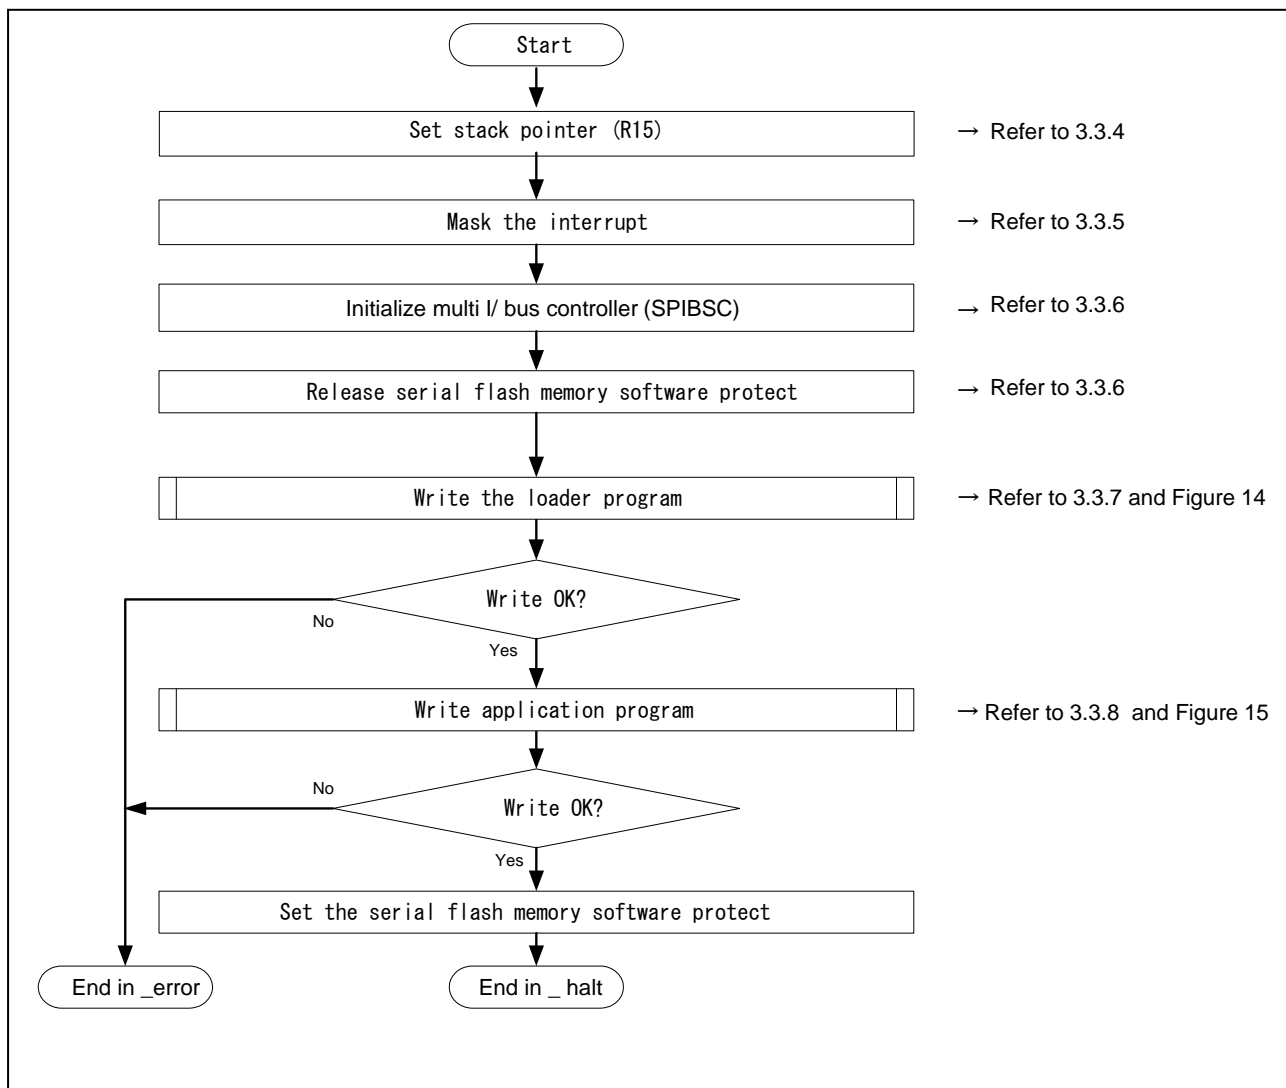 Start
Set stack pointer (R15)
→ Refer to 3.3.4
Mask the interrupt
→ Refer to 3.3.5
Initialize multi I/ bus controller (SPIBSC)
→ Refer to 3.3.6
Release serial flash memory software protect
→ Refer to 3.3.6
Write the loader program
→ Refer to 3.3.7 and Figure 14
Write OK?
No
Yes
Write application program
→ Refer to 3.3.8 and Figure 15
No
Write OK?
Yes
Set the serial flash memory software protect
End in _error
End in _ halt